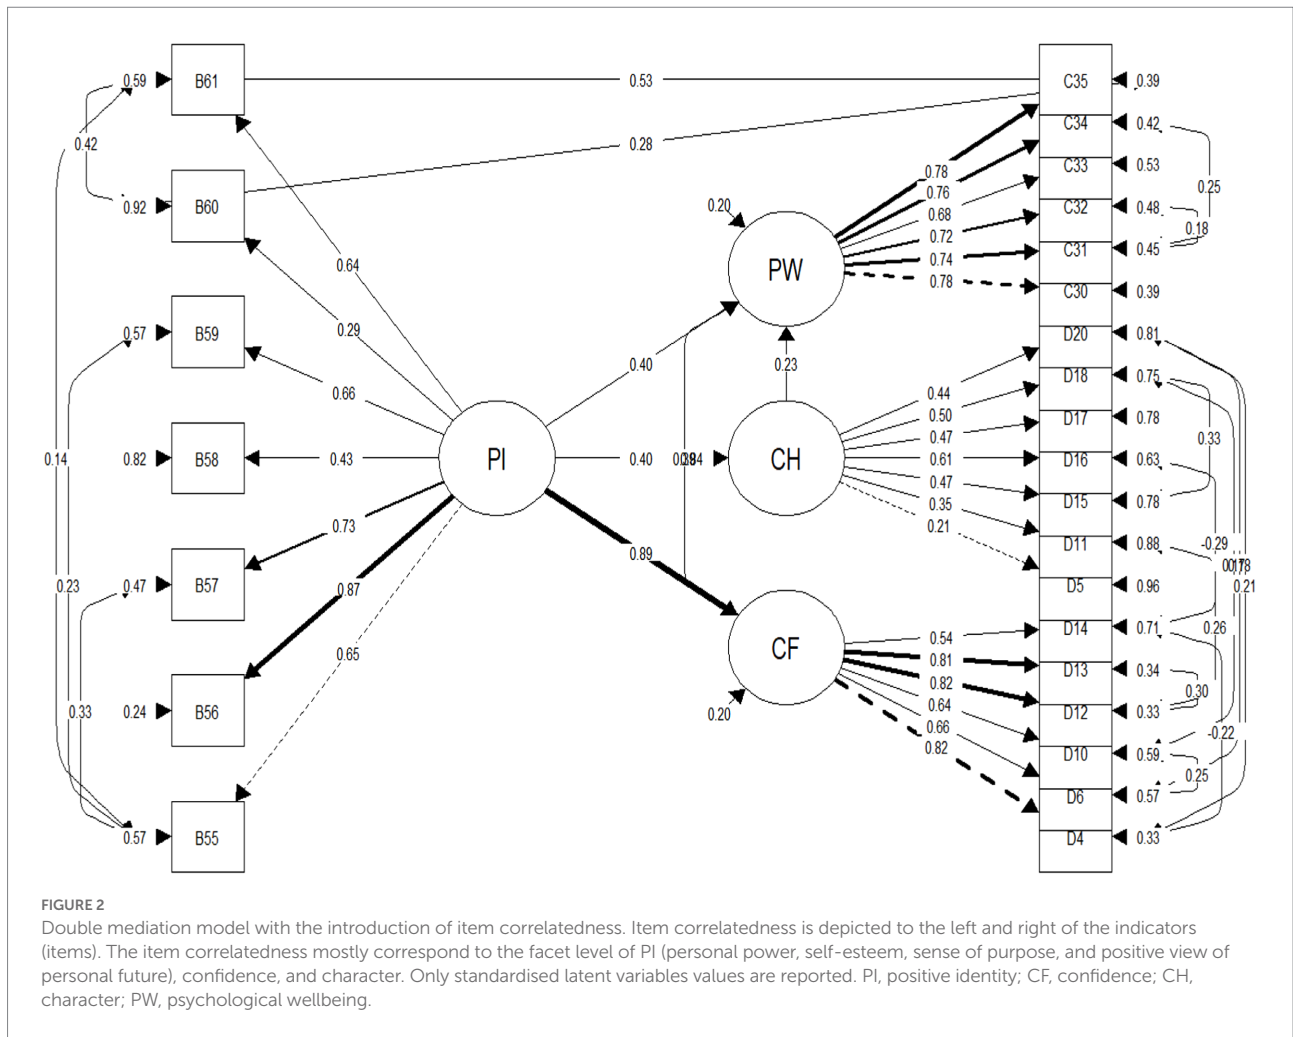 0.59
B61
0.53
C35
0.39
C34
0.42
0.42
0.28
0.78
C33
0.53
0.76
0.25
0.92
B60
0.20
0.68
C32
0.48
0.72
0.18
0.74
C31
0.45
0.64
PW
0.78
C30
0.39
0.57
B59
0.29
D20
0.81
0.40
0.23
D18
0.75
0.66
0.44
0.50
D17
0.78
0.47
0.33
0.14
0.82
B58
0.43
PI
0.40
CH
0.61
D16
0.63
0.47
D15
0.78
0.35
0.73
0.21
D11
0.88
-0.29
0.89
0.23
0.47
B57
0.87
D5
0.96
0.21
0.65
CF
0.54
D14
0.71
0.26
0.81
D13
0.34
0.82
0.30
0.33
0.24
B56
0.20
0.64
D12
0.33
0.66
-0.22
0.82
D10
0.59
0.25
D6
0.57
0.57
B55
D4
0.33
FIGURE 2
Double mediation model with the introduction of item correlatedness. Item correlatedness is depicted to the left and right of the indicators
(items). The item correlatedness mostly correspond to the facet level of PI (personal power, self-esteem, sense of purpose, and positive view of
personal future), confidence, and character. Only standardised latent variables values are reported. PI, positive identity; CF, confidence; CH,
character; PW, psychological wellbeing.